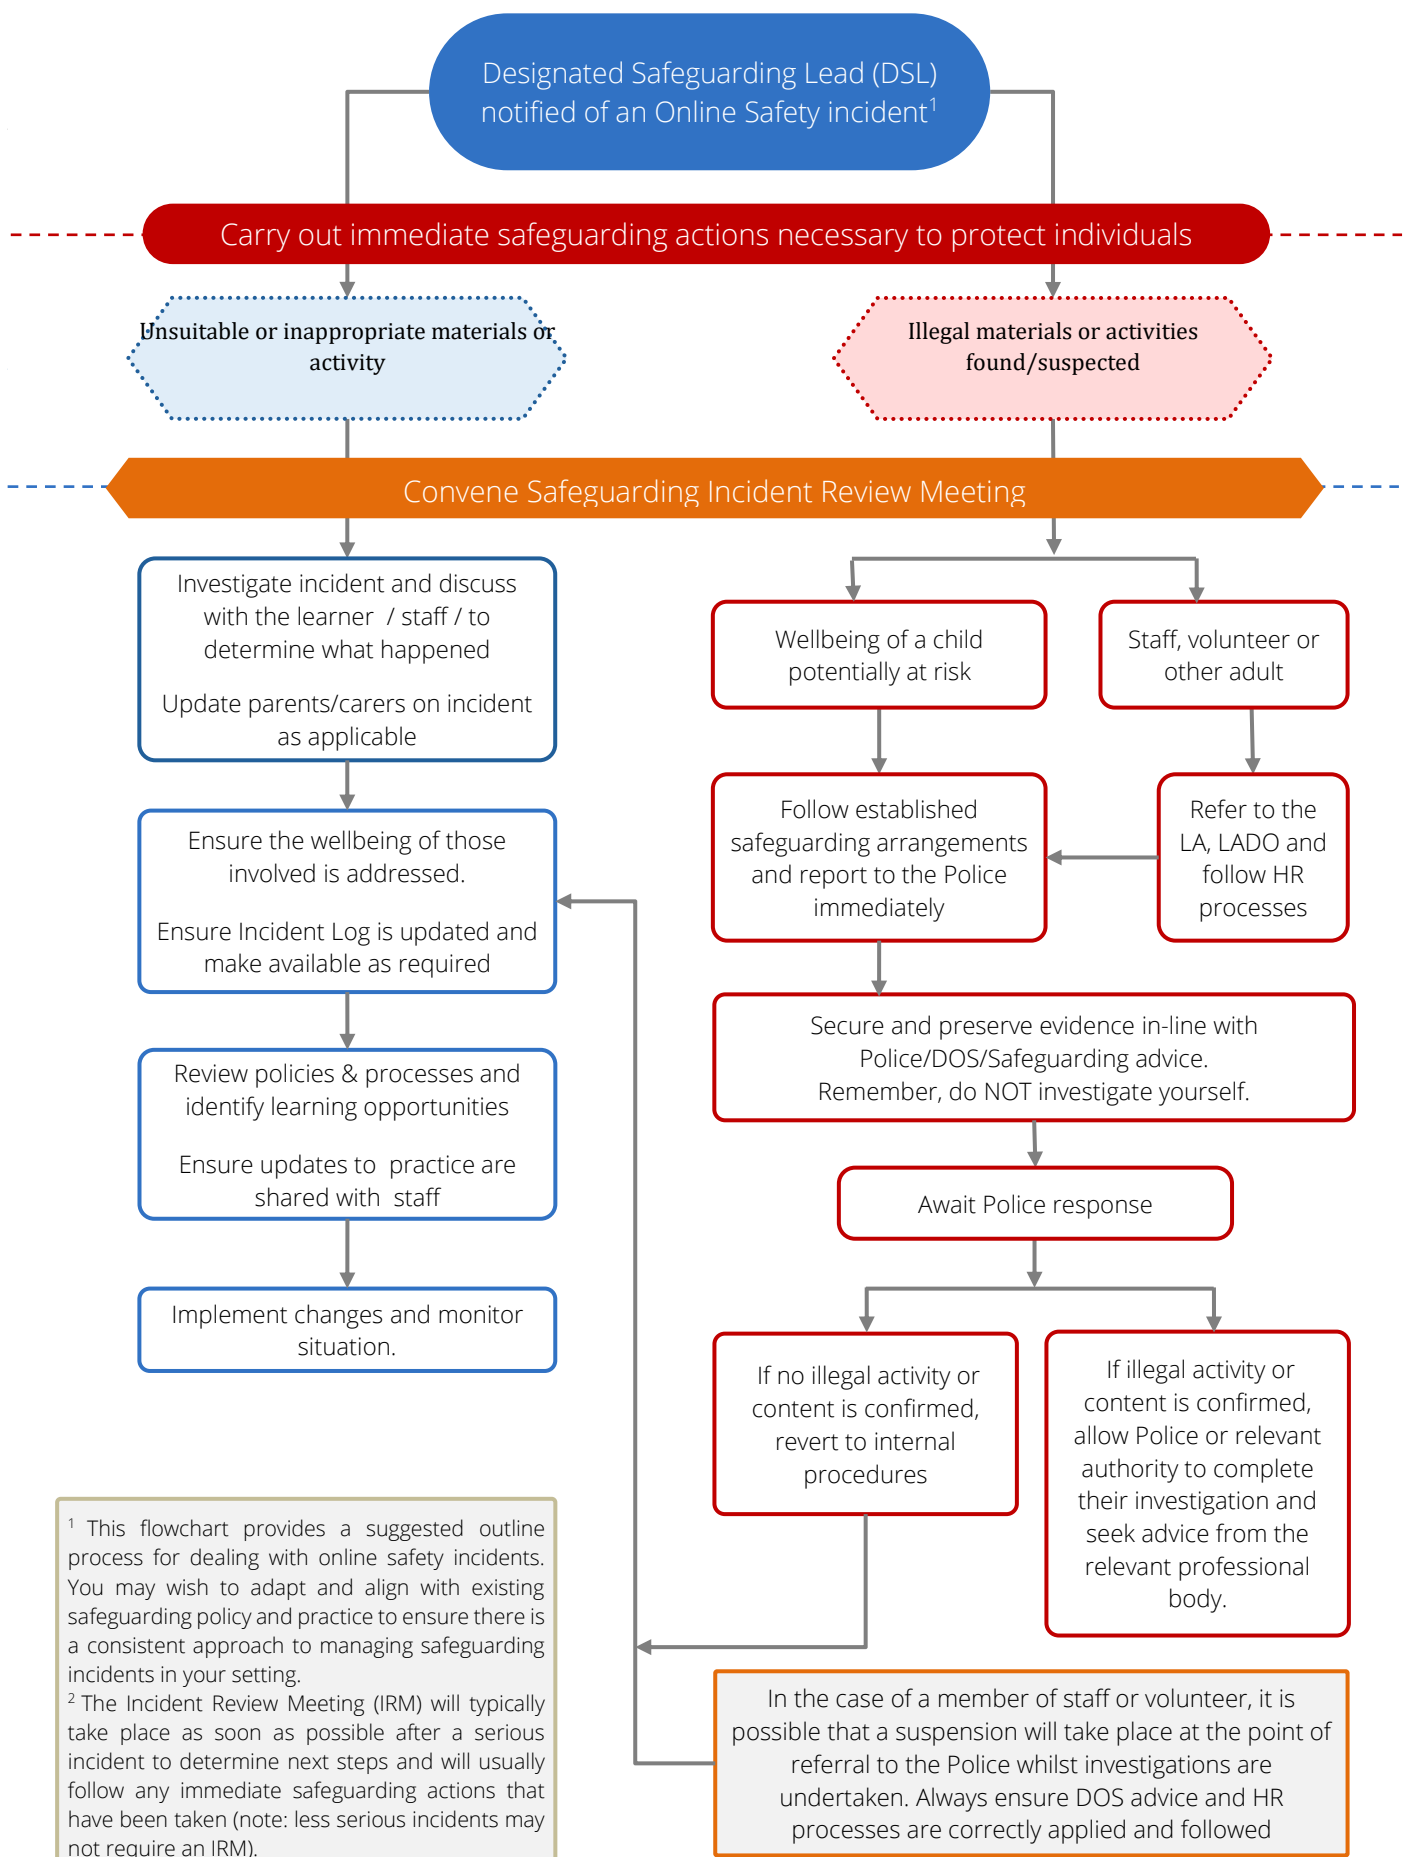 Designated Safeguarding Lead (DSL)
notified of an Online Safety incident1
Carry out immediate safeguarding actions necessary to protect individuals
Unsuitable or inappropriate materials or
activity
Illegal materials or activities
found/suspected
Convene Safeguarding Incident Review Meeting
Investigate incident and discuss
with the learner / staff / to
determine what happened
Update parents/carers on incident
as applicable
Ensure the wellbeing of those
involved is addressed.
Ensure Incident Log is updated and
make available as required
Review policies & processes and
identify learning opportunities
Ensure updates to practice are
shared with staff
Implement changes and monitor
situation.
Wellbeing of a child
potentially at risk
Staff, volunteer or
other adult
Follow established
safeguarding arrangements
and report to the Police
immediately
Refer to the
LA, LADO and
follow HR
processes
Secure and preserve evidence in-line with
Police/DOS/Safeguarding advice.
Remember, do NOT investigate yourself.
Await Police response
If no illegal activity or
content is confirmed,
revert to internal
procedures
If illegal activity or
content is confirmed,
allow Police or relevant
authority to complete
their investigation and
seek advice from the
relevant professional
body.
In the case of a member of staff or volunteer, it is
possible that a suspension will take place at the point of
referral to the Police whilst investigations are
undertaken. Always ensure DOS advice and HR
processes are correctly applied and followed
1 This flowchart provides a suggested outline
process for dealing with online safety incidents.
You may wish to adapt and align with existing
safeguarding policy and practice to ensure there is
a consistent approach to managing safeguarding
incidents in your setting.
2 The Incident Review Meeting (IRM) will typically
take place as soon as possible after a serious
incident to determine next steps and will usually
follow any immediate safeguarding actions that
have been taken (note: less serious incidents may
not require an IRM).